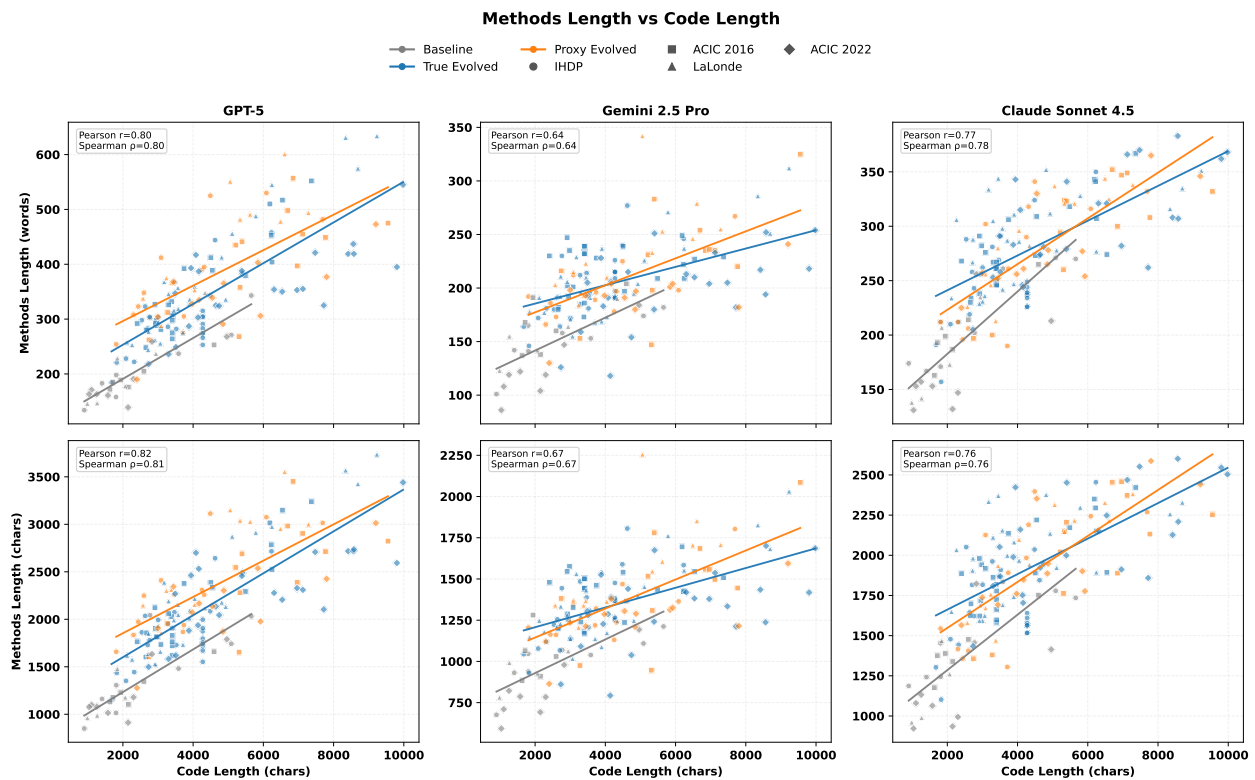 Methods Length vs Code Length
Baseline
Proxy Evolved
ACIC 2016
ACIC 2022
True Evolved
IHDP
LaLonde
GPT-5
Gemini 2.5 Pro
Claude Sonnet 4.5
Pearson r=0.80
Spearman ρ=0.80
Pearson r=0.64
Spearman ρ=0.64
Pearson r=0.77
Spearman ρ=0.78
Methods Length (words)
600
500
400
300
200
350
300
250
200
150
100
350
300
250
200
150
Pearson r=0.82
Spearman ρ=0.81
Pearson r=0.67
Spearman ρ=0.67
Pearson r=0.76
Spearman ρ=0.76
Methods Length (chars)
3500
3000
2500
2000
1500
1000
2250
2000
1750
1500
1250
1000
750
2500
2250
2000
1750
1500
1250
1000
2000 4000 6000 8000 10000
2000 4000 6000 8000 10000
2000 4000 6000 8000 10000
Code Length (chars)
Code Length (chars)
Code Length (chars)